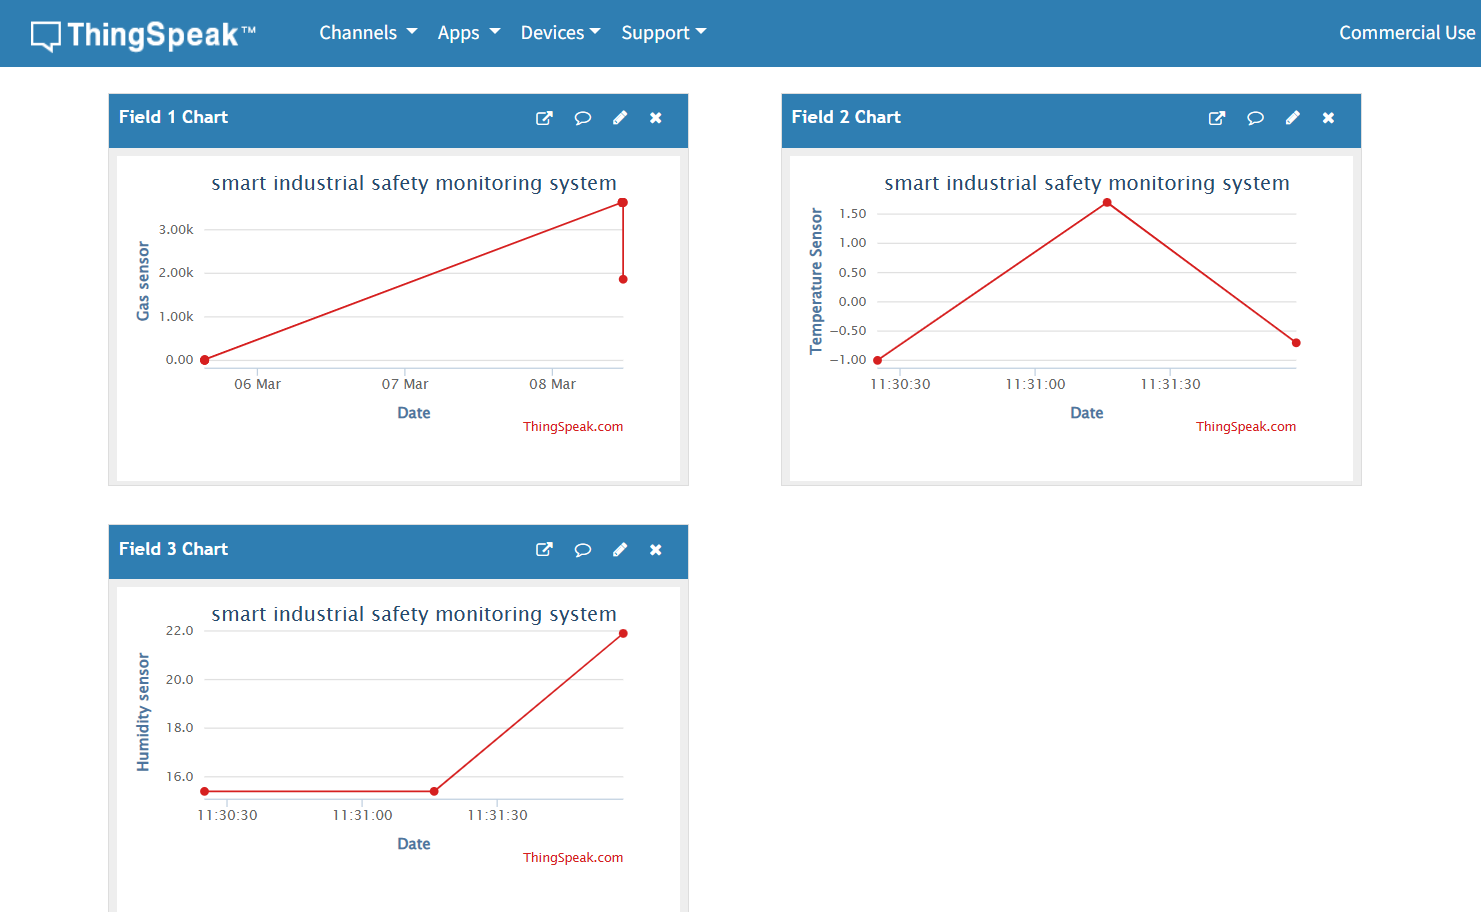 ThingSpeak™
Channels
Apps
Devices
Support
Commercial Use
Field 1 Chart
smart industrial safety monitoring system
Gas sensor
3.00k
2.00k
1.00k
0.00
06 Mar
07 Mar
08 Mar
Date
ThingSpeak.com
Field 2 Chart
smart industrial safety monitoring system
Temperature Sensor
1.50
1.00
0.50
0.00
−0.50
−1.00
11:30:30
11:31:00
11:31:30
Date
ThingSpeak.com
Field 3 Chart
smart industrial safety monitoring system
Humidity sensor
22.0
20.0
18.0
16.0
11:30:30
11:31:00
11:31:30
Date
ThingSpeak.com